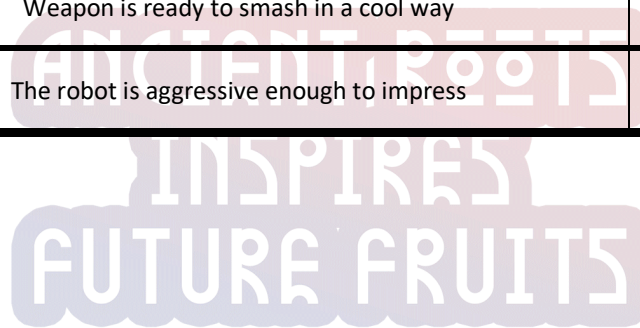 Weapon is ready to smash in a cool way
ANCIENT ROOTS
The robot is aggressive enough to impress
INSPIRES
FUTURE FRUITS